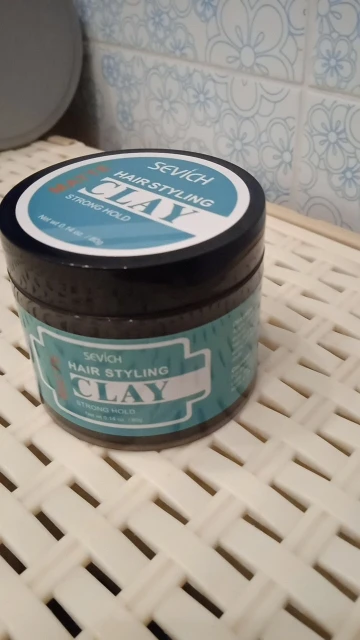 SEVICH
HAIR STYLING
CLAY
STRONG HOLD
SEVICH
HAIR STYLING
CLAY
STRONG HOLD